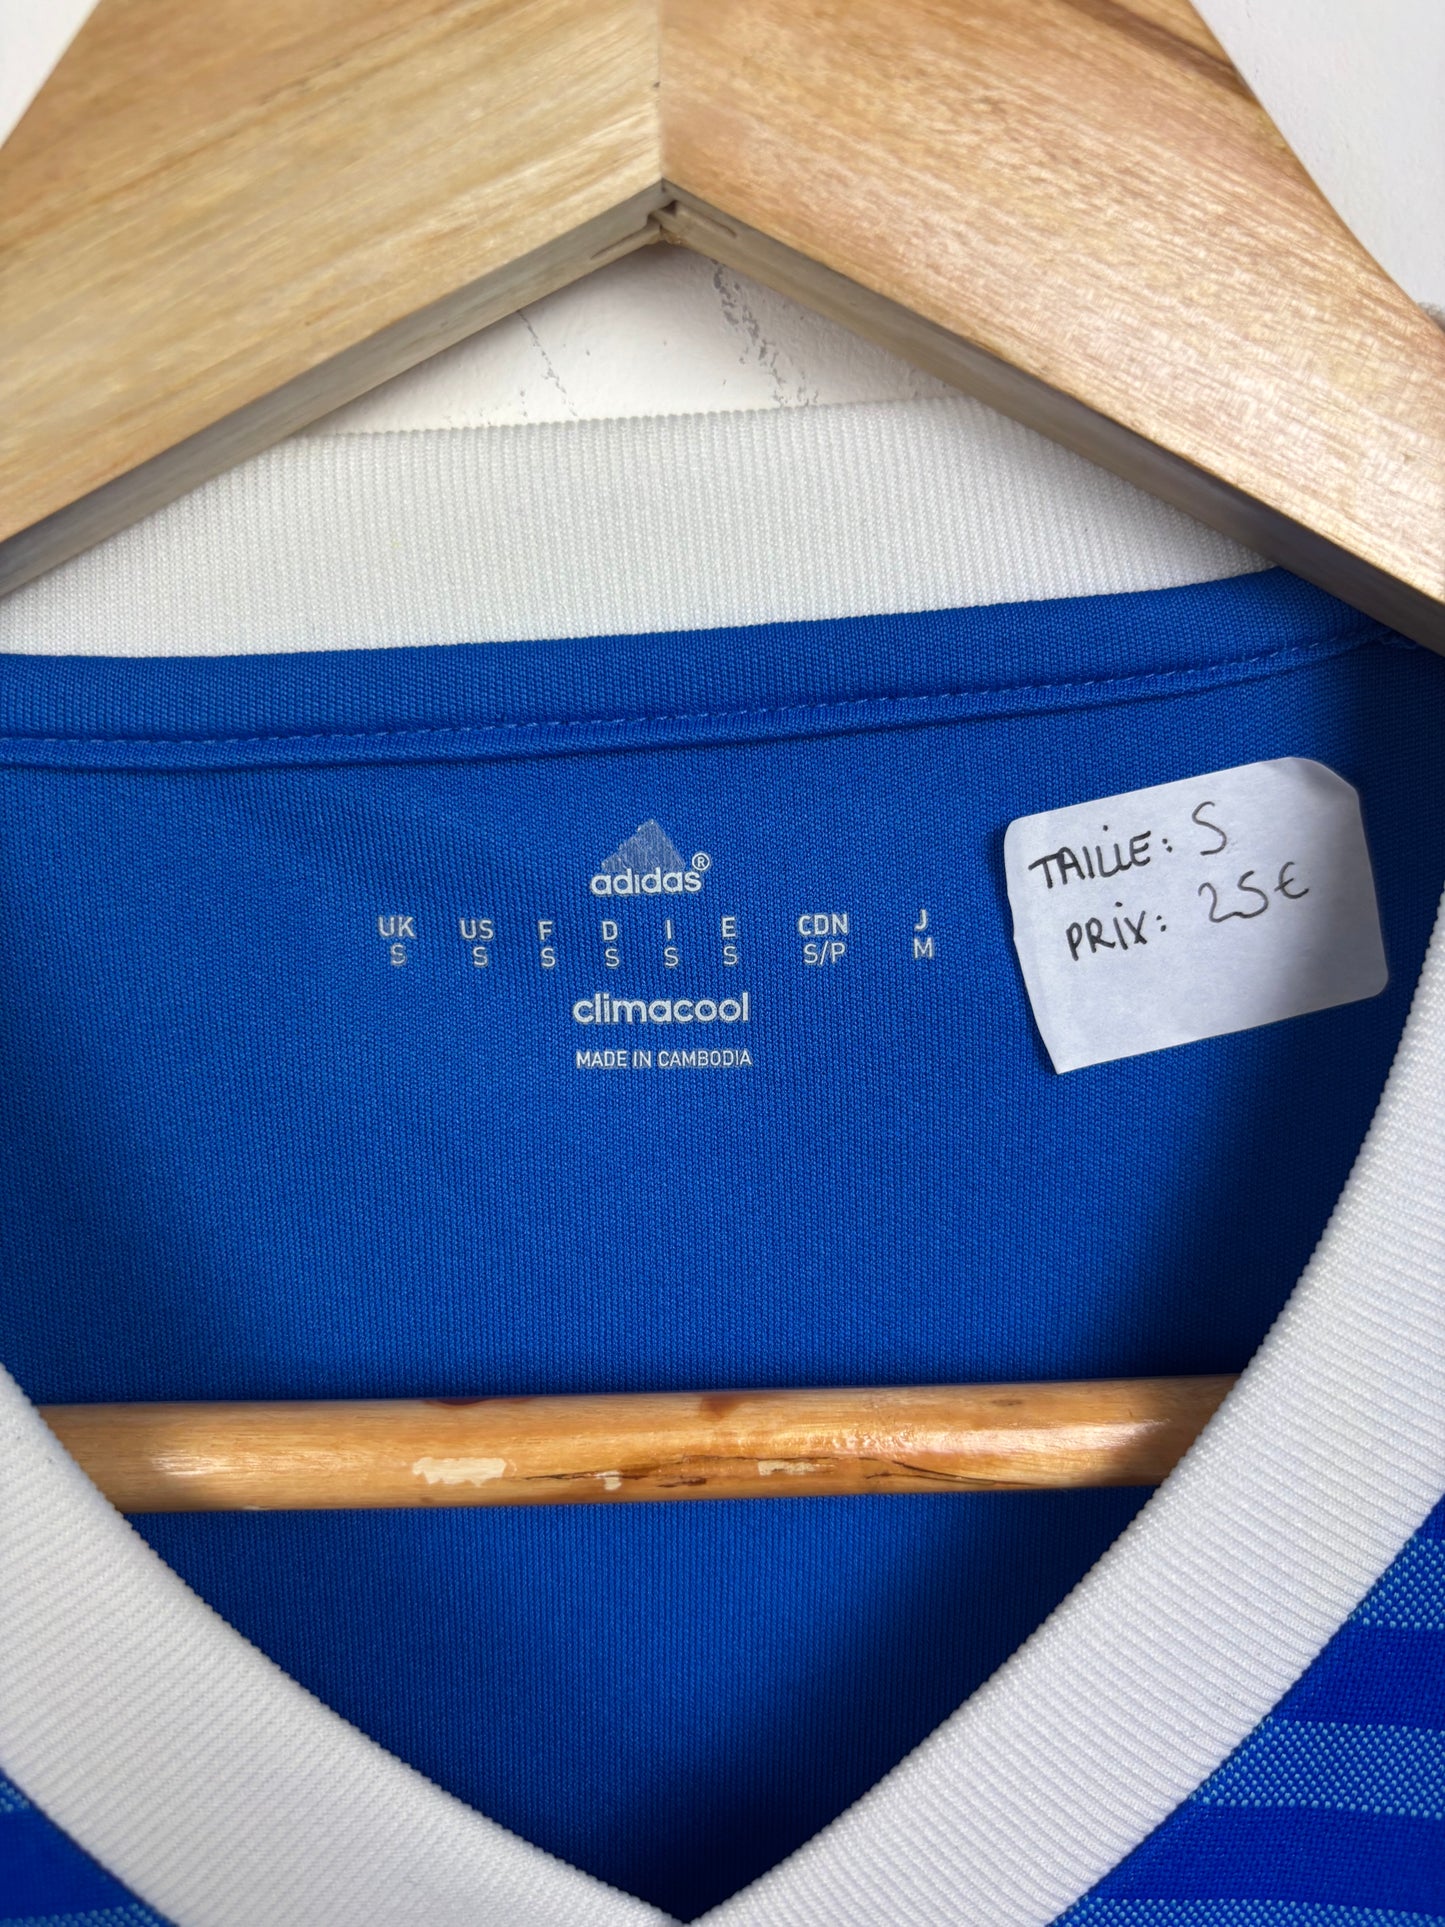 adidas®
UK US F D I E CDN J
S S S S S S S/P M
climacool
MADE IN CAMBODIA
TAILLE: S
PRIX: 25€